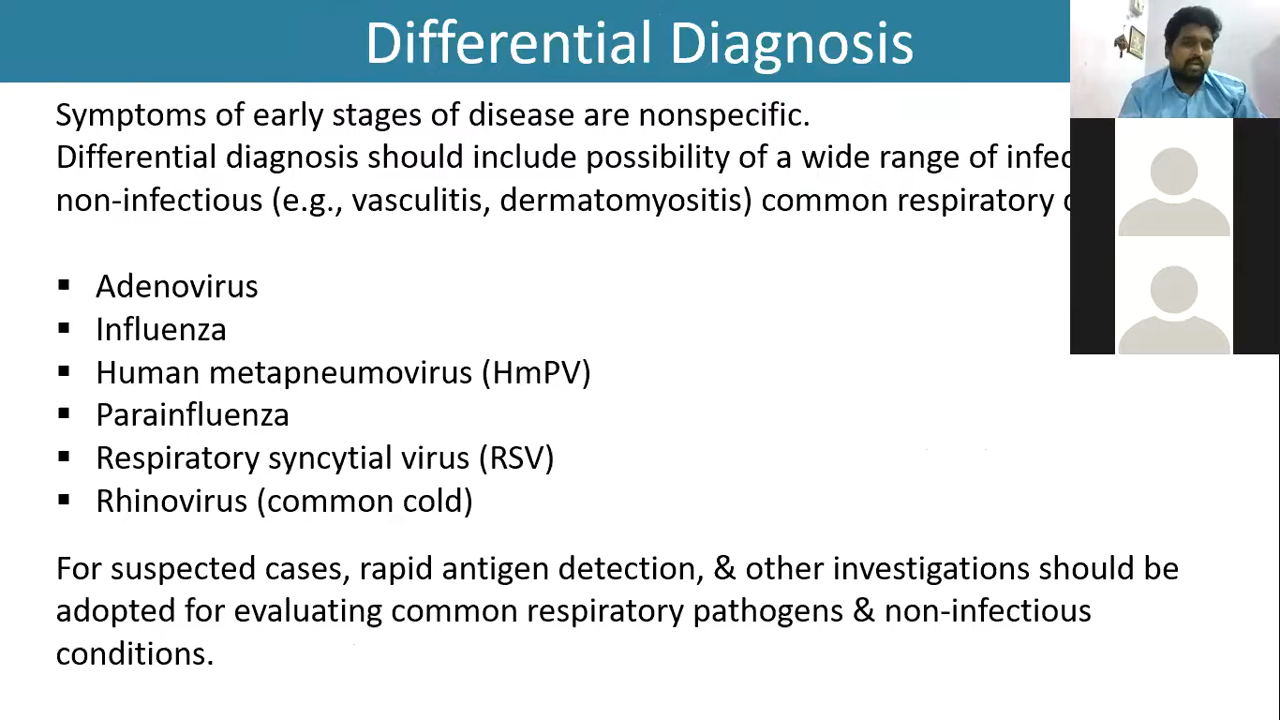 Differential Diagnosis
Symptoms of early stages of disease are nonspecific.
Differential diagnosis should include possibility of a wide range of
non-infectious (e.g., vasculitis, dermatomyositis) common respiratory
▪ Adenovirus
▪ Influenza
▪ Human metapneumovirus (HmPV)
▪ Parainfluenza
▪ Respiratory syncytial virus (RSV)
▪ Rhinovirus (common cold)
For suspected cases, rapid antigen detection, & other investigations should be
adopted for evaluating common respiratory pathogens & non-infectious
conditions.